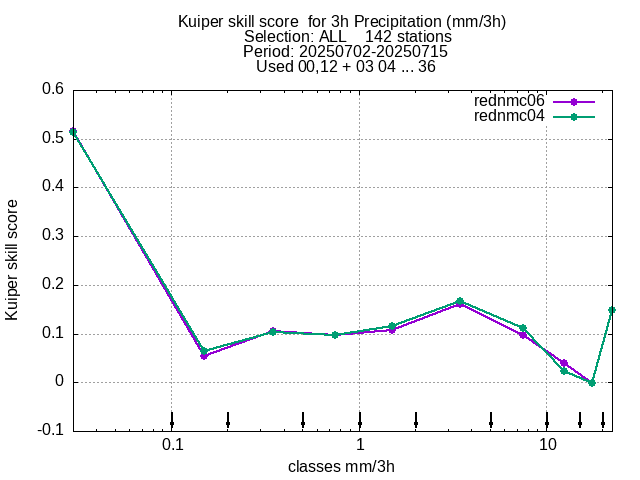 Kuiper skill score  for 3h Precipitation (mm/3h)
Selection: ALL    142 stations
Period: 20250702-20250715
Used 00,12 + 03 04 ... 36
rednmc06
rednmc04
0.6
0.5
0.4
0.3
0.2
0.1
0
-0.1
Kuiper skill score
0.1
1
10
classes mm/3h